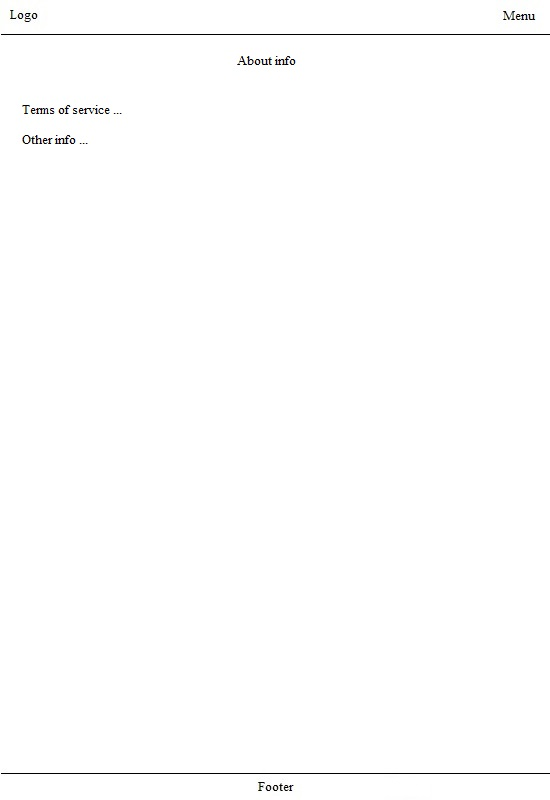 Logo
Menu
About info
Terms of service ...
Other info ...
Footer